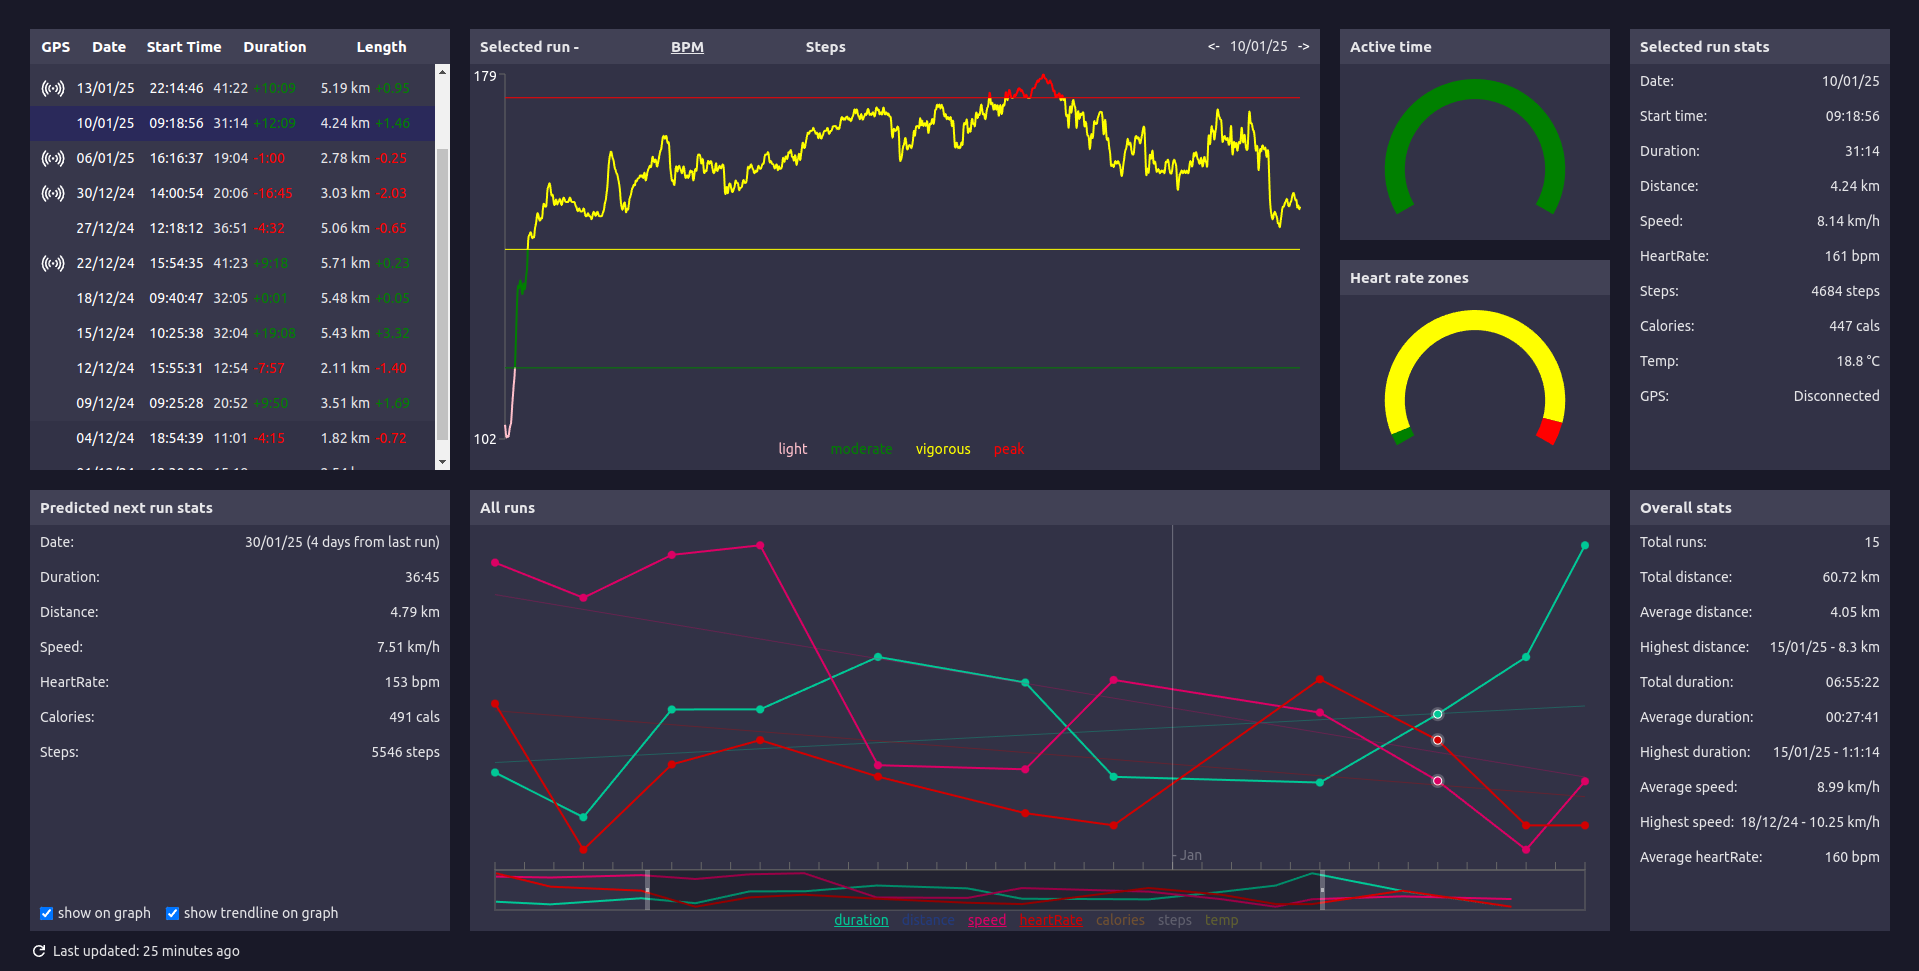 GPS Date Start Time Duration Length
13/01/25 22:14:46 41:22 +10:09 5.19 km +0.95
10/01/25 09:18:56 31:14 +12:09 4.24 km +1.46
06/01/25 16:16:37 19:04 -1:00 2.78 km -0.25
30/12/24 14:00:54 20:06 -16:45 3.03 km -2.03
27/12/24 12:18:12 36:51 -4:32 5.06 km -0.65
22/12/24 15:54:35 41:23 +9:18 5.71 km +0.23
18/12/24 09:40:47 32:05 +0:01 5.48 km +0.05
15/12/24 10:25:38 32:04 +19:08 5.43 km +3.32
12/12/24 15:55:31 12:54 -7:57 2.11 km -1.40
09/12/24 09:25:28 20:52 +9:50 3.51 km +1.69
04/12/24 18:54:39 11:01 -4:15 1.82 km -0.72
Selected run - BPM Steps <- 10/01/25 ->
179
102
light moderate vigorous peak
Active time
Heart rate zones
Selected run stats
Date: 10/01/25
Start time: 09:18:56
Duration: 31:14
Distance: 4.24 km
Speed: 8.14 km/h
HeartRate: 161 bpm
Steps: 4684 steps
Calories: 447 cals
Temp: 18.8 °C
GPS: Disconnected
Predicted next run stats
Date: 30/01/25 (4 days from last run)
Duration: 36:45
Distance: 4.79 km
Speed: 7.51 km/h
HeartRate: 153 bpm
Calories: 491 cals
Steps: 5546 steps
show on graph show trendline on graph
All runs
Jan
duration distance speed heartRate calories steps temp
Overall stats
Total runs: 15
Total distance: 60.72 km
Average distance: 4.05 km
Highest distance: 15/01/25 - 8.3 km
Total duration: 06:55:22
Average duration: 00:27:41
Highest duration: 15/01/25 - 1:1:14
Average speed: 8.99 km/h
Highest speed: 18/12/24 - 10.25 km/h
Average heartRate: 160 bpm
Last updated: 25 minutes ago